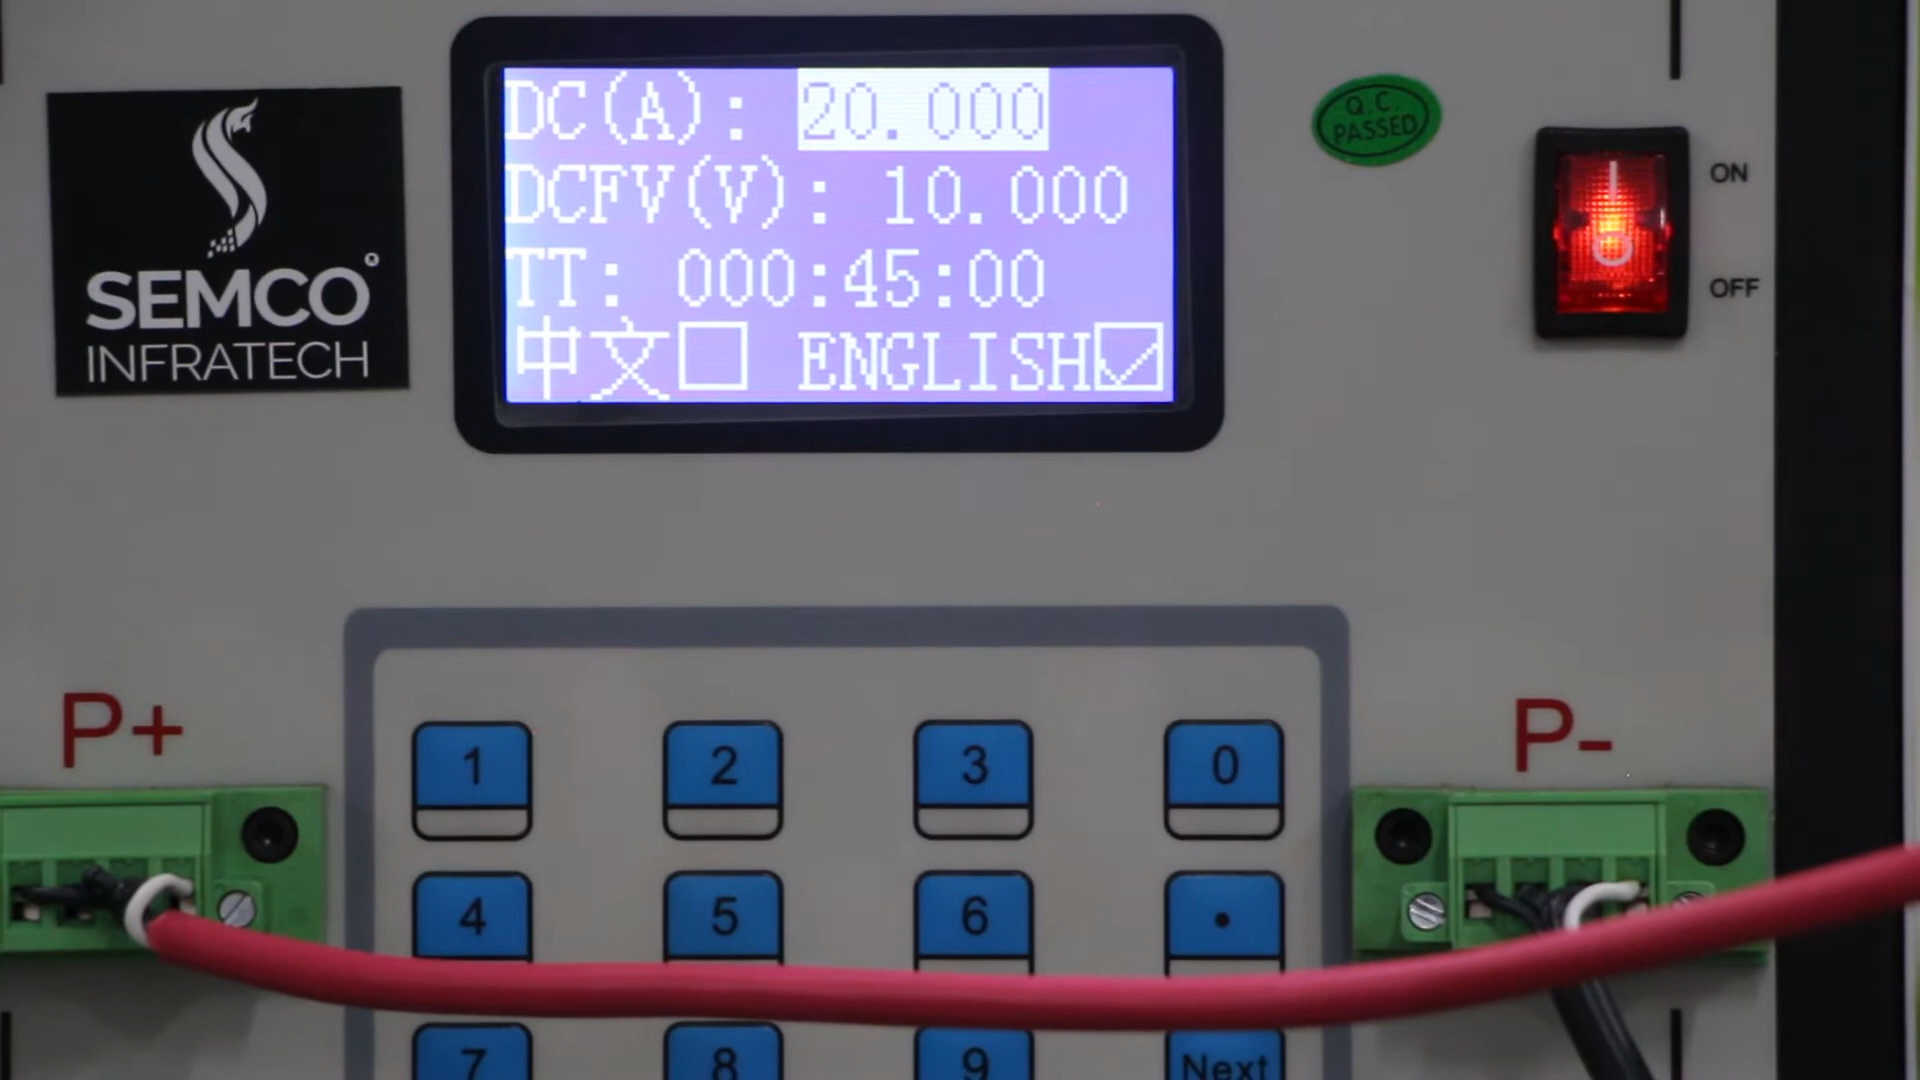 DC(A): 20.000
DCFV(V): 10.000
TT: 000:45:00
中文 ENGLISH
SEMCO
INFRATECH
Q.C.
PASSED
ON
OFF
P+
P-
1 2 3 0
4 5 6 •
7 8 9 Next